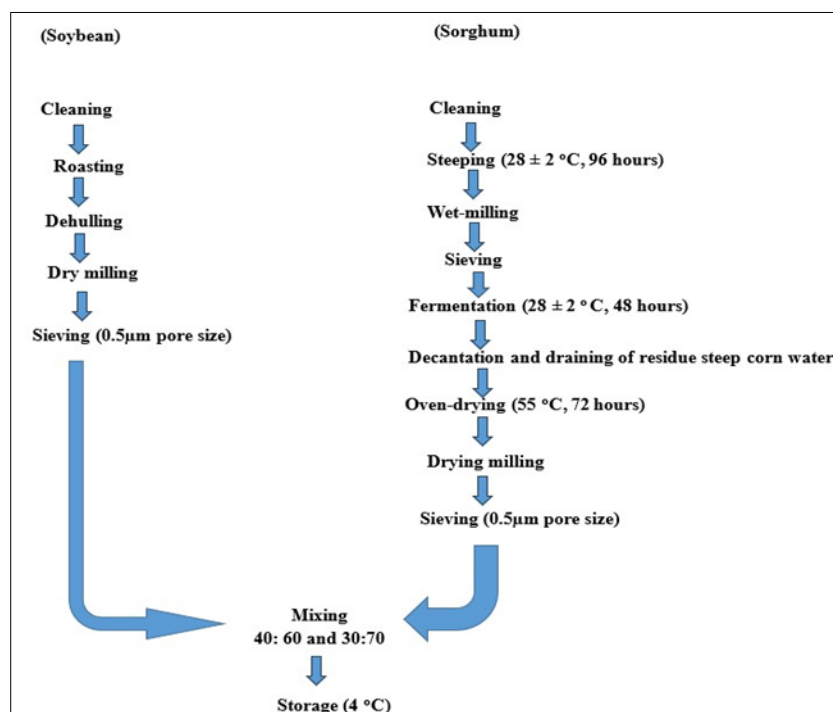 (Soybean)
Cleaning
Roasting
Dehulling
Dry milling
Sieving (0.5µm pore size)
(Sorghum)
Cleaning
Steeping (28 ± 2 °C, 96 hours)
Wet-milling
Sieving
Fermentation (28 ± 2 °C, 48 hours)
Decantation and draining of residue steep corn water
Oven-drying (55 °C, 72 hours)
Drying milling
Sieving (0.5µm pore size)
Mixing
40: 60 and 30:70
Storage (4 °C)